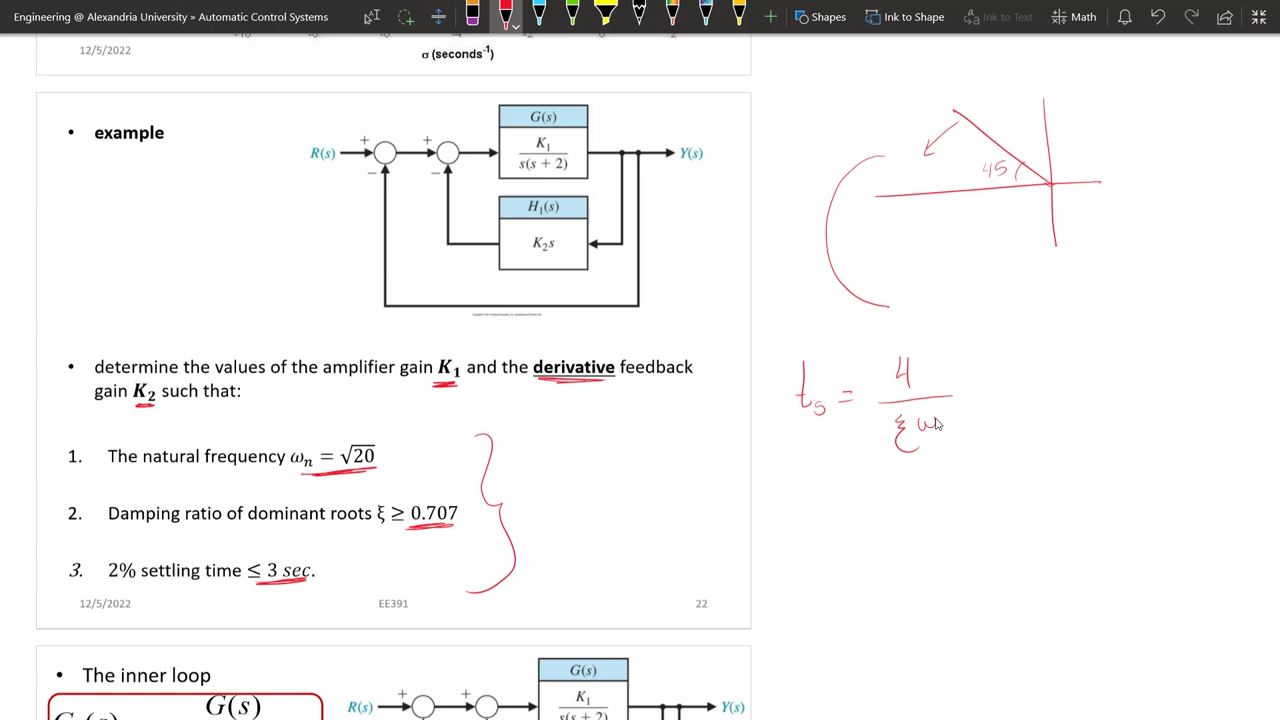 Engineering @ Alexandria University » Automatic Control Systems
Shapes
Ink to Shape
Ink to Text
Math
12/5/2022
σ (seconds⁻¹)
• example
G(s)
K₁
s(s + 2)
R(s)
+
+
Y(s)
−
−
H₁(s)
K₂s
45
• determine the values of the amplifier gain K₁ and the derivative feedback
gain K₂ such that:
1. The natural frequency ωₙ = √20
2. Damping ratio of dominant roots ξ ≥ 0.707
3. 2% settling time ≤ 3 sec.
tₛ = 4
ξω
12/5/2022 EE391 22
• The inner loop
G(s)
G(s)
K₁
s(s + 2)
R(s)
+
+
Y(s)